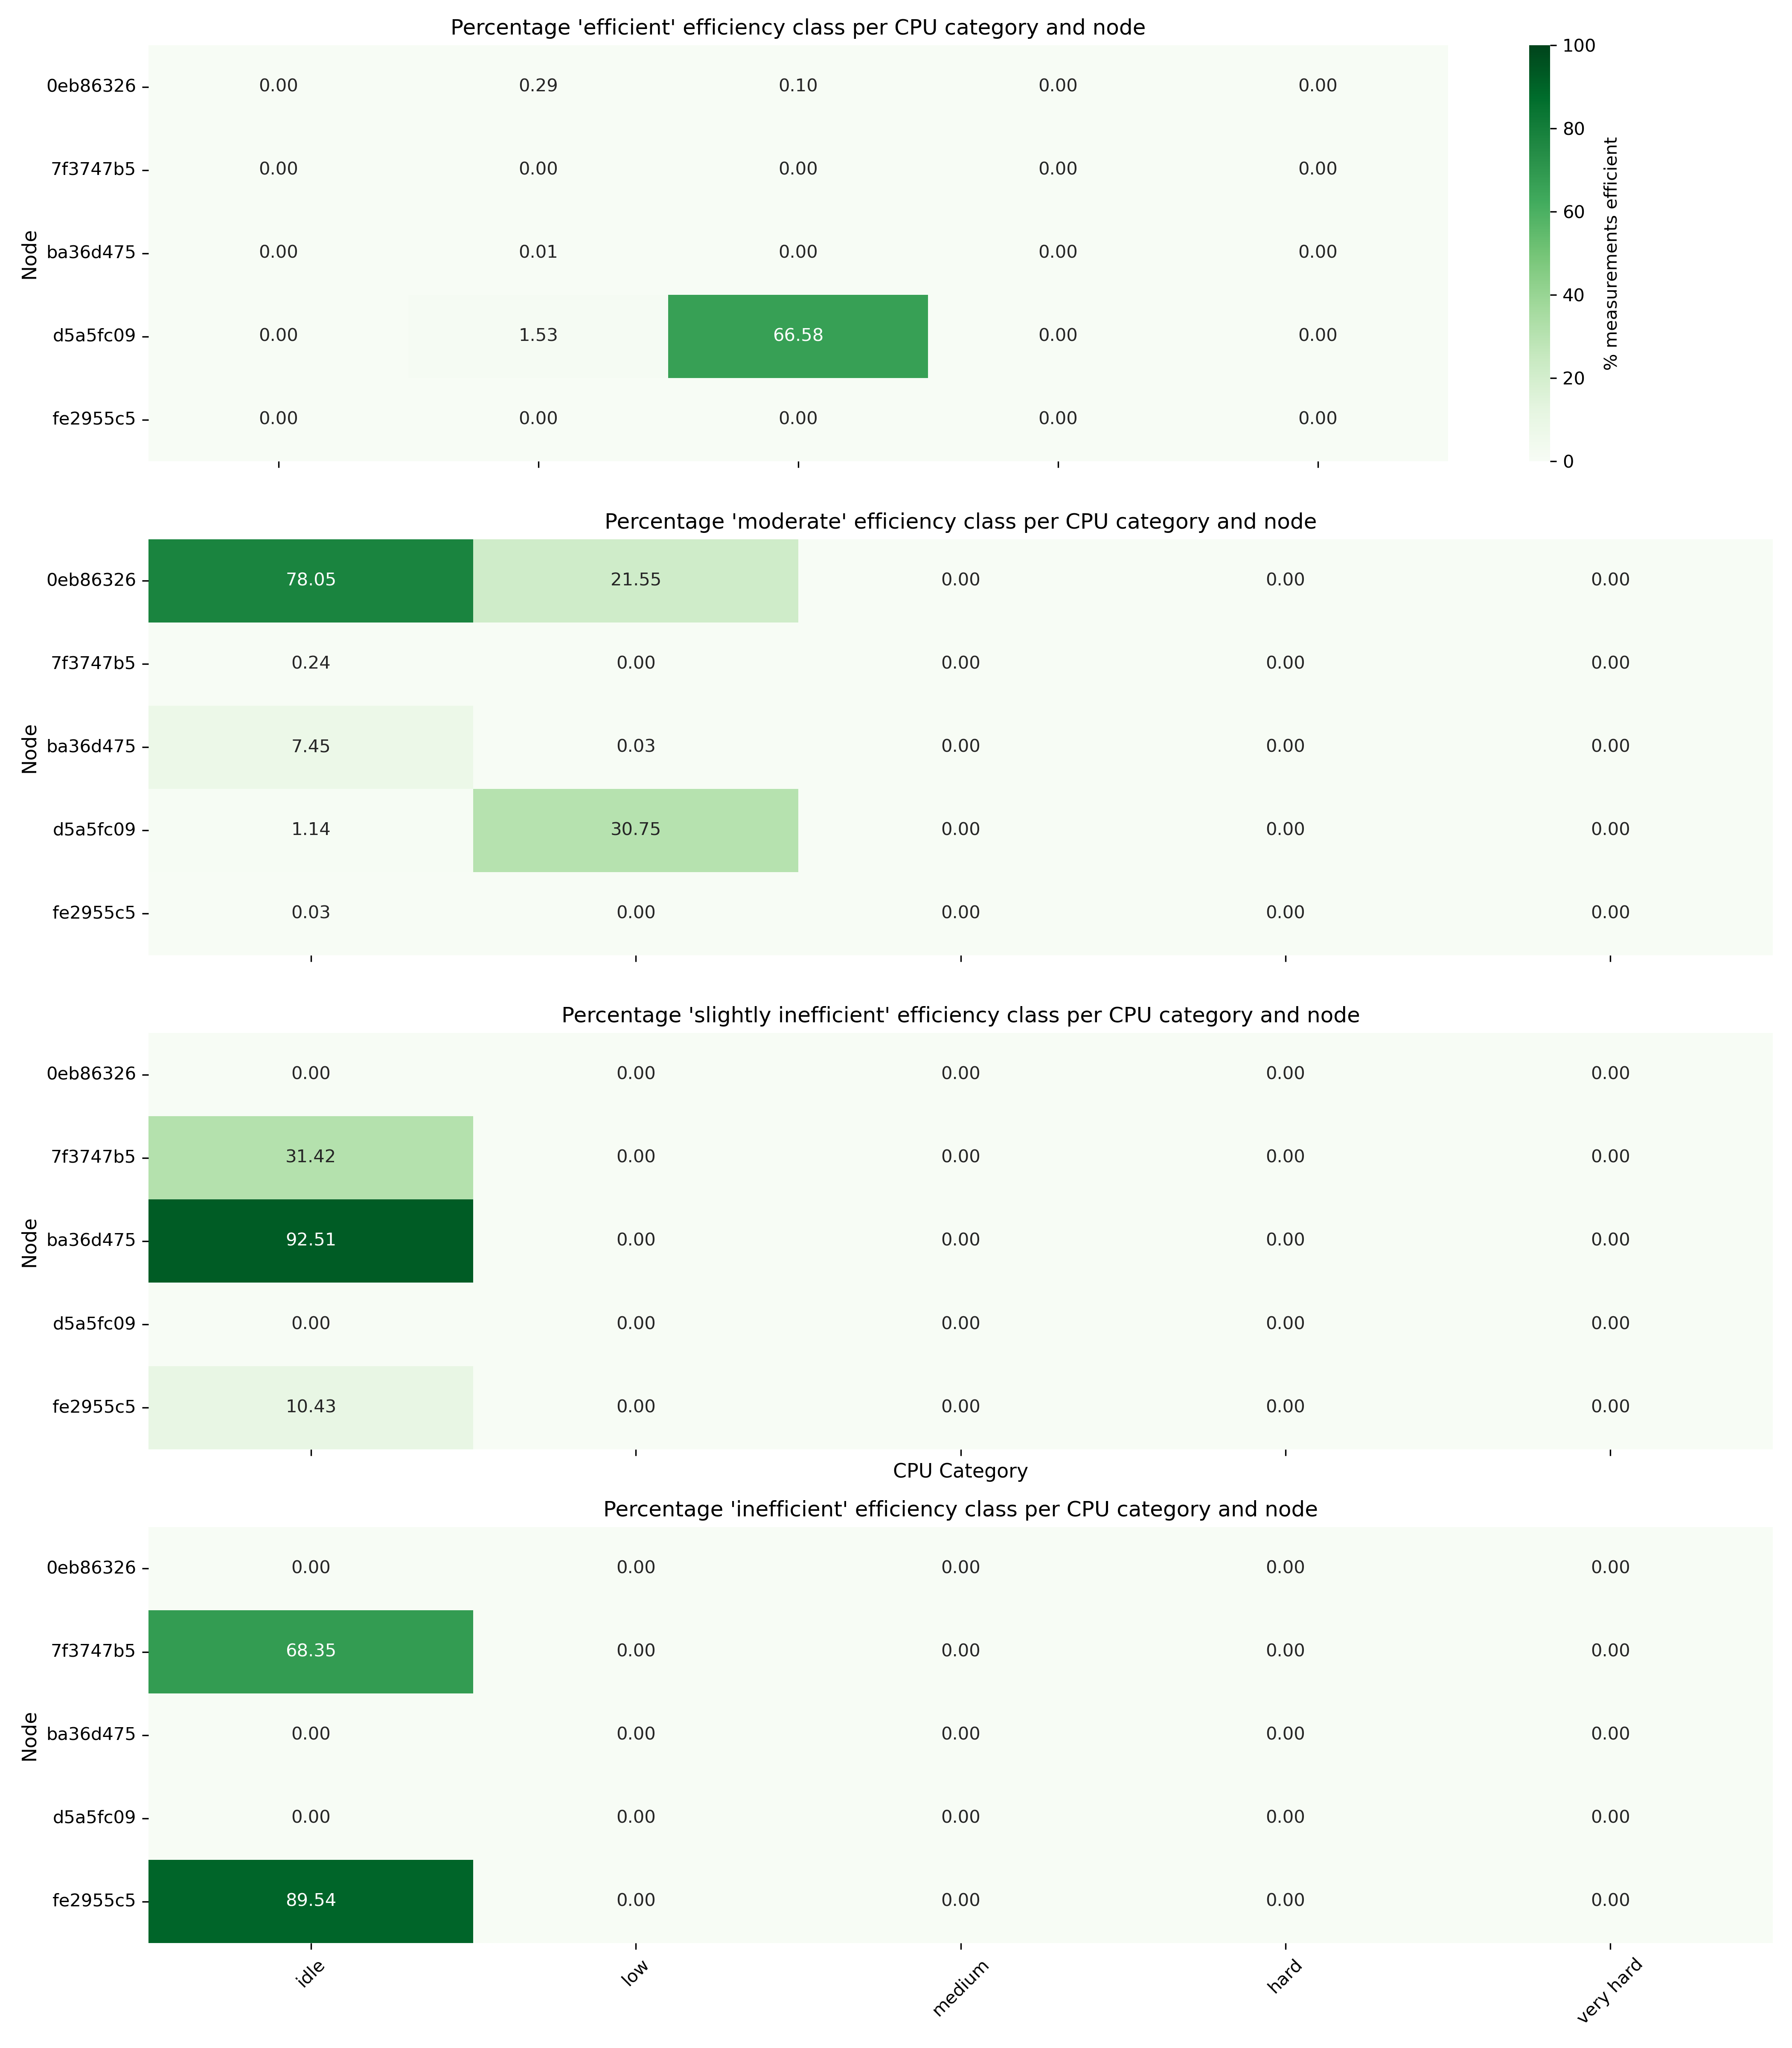 Percentage 'efficient' efficiency class per CPU category and node
0eb86326 0.00 0.29 0.10 0.00 0.00
7f3747b5 0.00 0.00 0.00 0.00 0.00
ba36d475 0.00 0.01 0.00 0.00 0.00
d5a5fc09 0.00 1.53 66.58 0.00 0.00
fe2955c5 0.00 0.00 0.00 0.00 0.00
Node
100
80
60
40
20
0
% measurements efficient
Percentage 'moderate' efficiency class per CPU category and node
0eb86326 78.05 21.55 0.00 0.00 0.00
7f3747b5 0.24 0.00 0.00 0.00 0.00
ba36d475 7.45 0.03 0.00 0.00 0.00
d5a5fc09 1.14 30.75 0.00 0.00 0.00
fe2955c5 0.03 0.00 0.00 0.00 0.00
Node
Percentage 'slightly inefficient' efficiency class per CPU category and node
0eb86326 0.00 0.00 0.00 0.00 0.00
7f3747b5 31.42 0.00 0.00 0.00 0.00
ba36d475 92.51 0.00 0.00 0.00 0.00
d5a5fc09 0.00 0.00 0.00 0.00 0.00
fe2955c5 10.43 0.00 0.00 0.00 0.00
Node
CPU Category
Percentage 'inefficient' efficiency class per CPU category and node
0eb86326 0.00 0.00 0.00 0.00 0.00
7f3747b5 68.35 0.00 0.00 0.00 0.00
ba36d475 0.00 0.00 0.00 0.00 0.00
d5a5fc09 0.00 0.00 0.00 0.00 0.00
fe2955c5 89.54 0.00 0.00 0.00 0.00
Node
idle low medium hard very hard